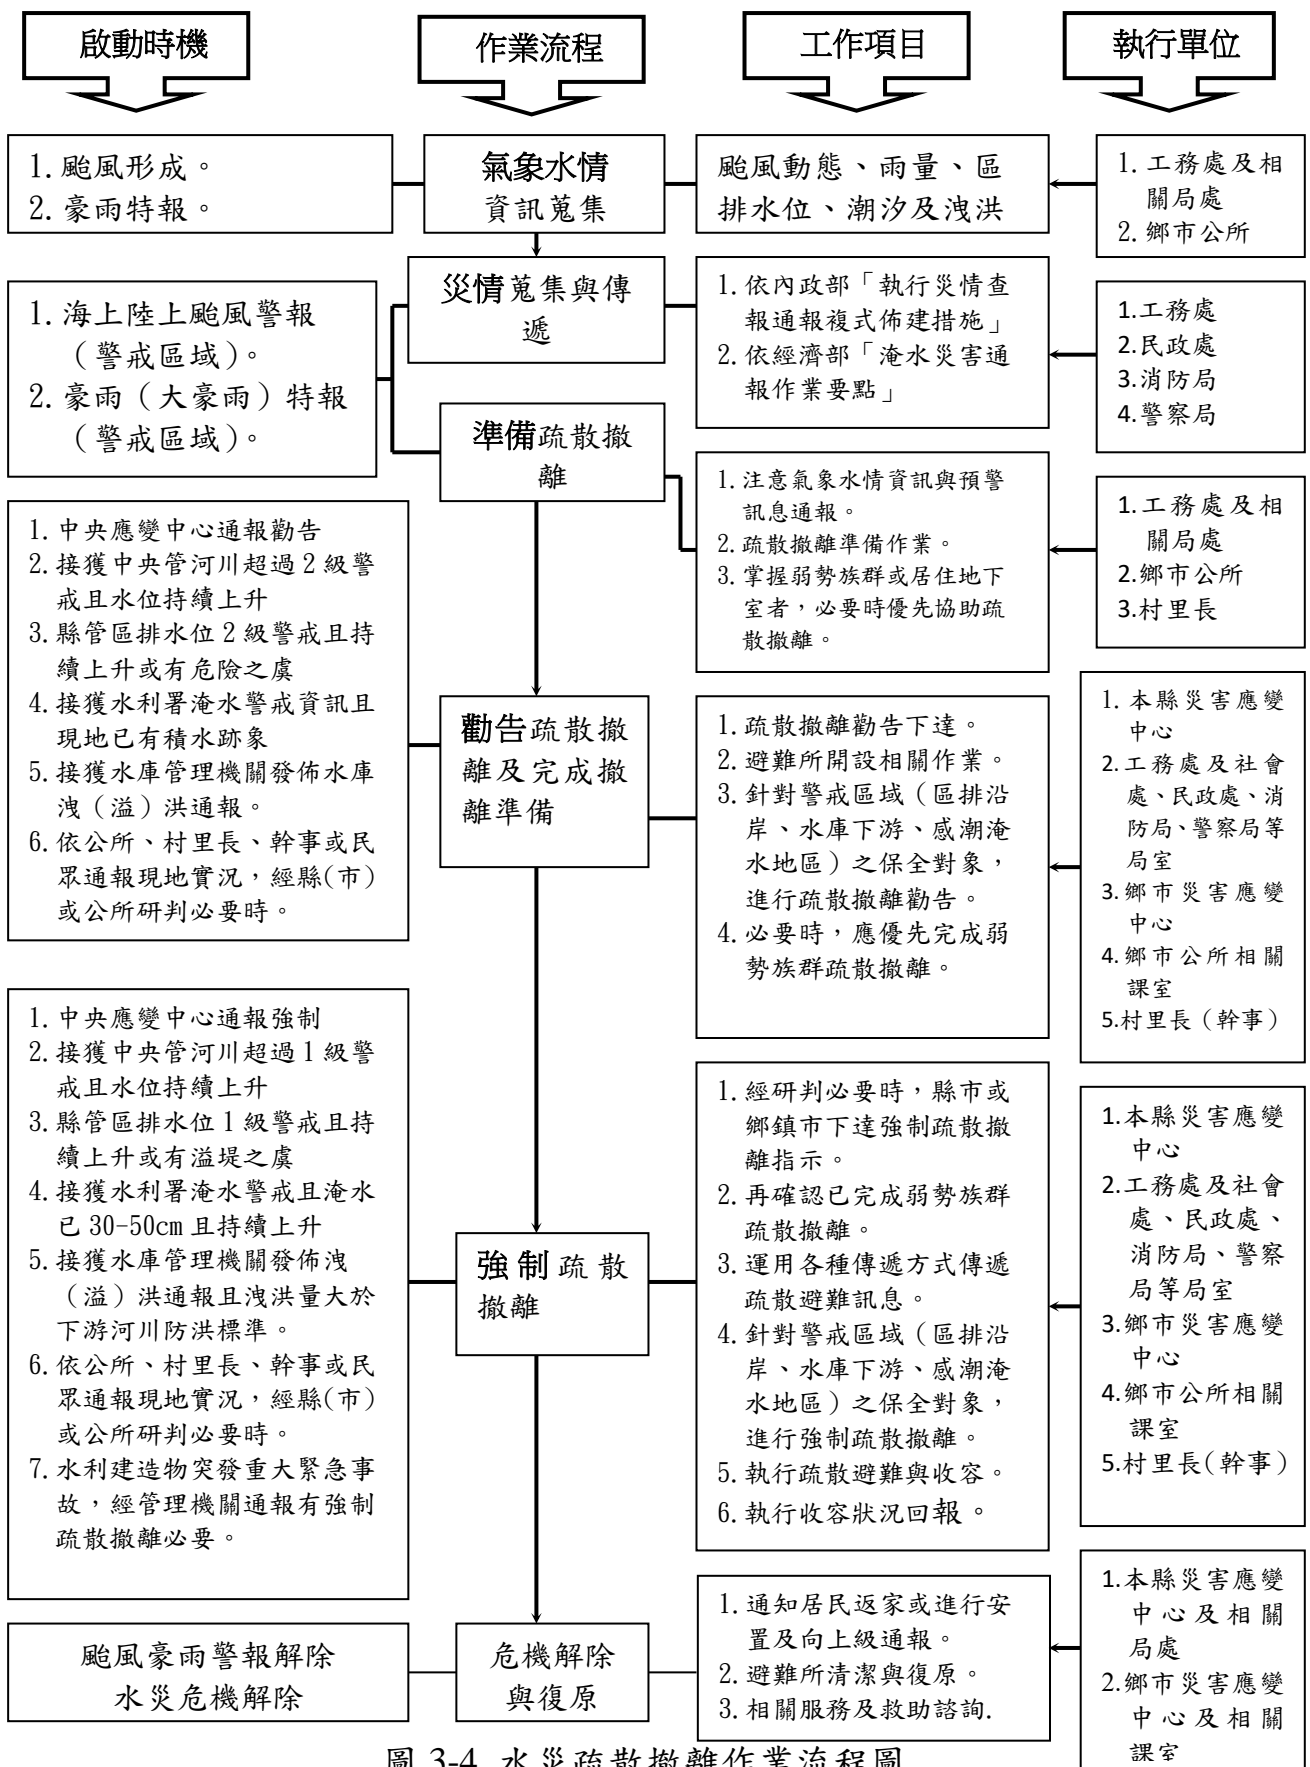 啟動時機
作業流程
工作項目
執行單位
1.颱風形成。
2.豪雨特報。
氣象水情
資訊蒐集
颱風動態、雨量、區
排水位、潮汐及洩洪
1.工務處及相
關局處
2.鄉市公所
1.海上陸上颱風警報
（警戒區域）。
2.豪雨（大豪雨）特報
（警戒區域）。
災情蒐集與傳
遞
1.依內政部「執行災情查
報通報複式佈建措施」
2.依經濟部「淹水災害通
報作業要點」
1.工務處
2.民政處
3.消防局
4.警察局
準備疏散撤
離
1.注意氣象水情資訊與預警
訊息通報。
2.疏散撤離準備作業。
3.掌握弱勢族群或居住地下
室者，必要時優先協助疏
散撤離。
1.工務處及相
關局處
2.鄉市公所
3.村里長
1.中央應變中心通報勸告
2.接獲中央管河川超過2級警
戒且水位持續上升
3.縣管區排水位2級警戒且持
續上升或有危險之虞
4.接獲水利署淹水警戒資訊且
現地已有積水跡象
5.接獲水庫管理機關發佈水庫
洩（溢）洪通報。
6.依公所、村里長、幹事或民
眾通報現地實況，經縣(市)
或公所研判必要時。
勸告疏散撤
離及完成撤
離準備
1.疏散撤離勸告下達。
2.避難所開設相關作業。
3.針對警戒區域（區排沿
岸、水庫下游、感潮淹
水地區）之保全對象，
進行疏散撤離勸告。
4.必要時，應優先完成弱
勢族群疏散撤離。
1.本縣災害應變
中心
2.工務處及社會
處、民政處、消
防局、警察局等
局室
3.鄉市災害應變
中心
4.鄉市公所相關
課室
5.村里長（幹事）
1.中央應變中心通報強制
2.接獲中央管河川超過1級警
戒且水位持續上升
3.縣管區排水位1級警戒且持
續上升或有溢堤之虞
4.接獲水利署淹水警戒且淹水
已30-50cm且持續上升
5.接獲水庫管理機關發佈洩
（溢）洪通報且洩洪量大於
下游河川防洪標準。
6.依公所、村里長、幹事或民
眾通報現地實況，經縣(市)
或公所研判必要時。
7.水利建造物突發重大緊急事
故，經管理機關通報有強制
疏散撤離必要。
強制疏散
撤離
1.經研判必要時，縣市或
鄉鎮市下達強制疏散撤
離指示。
2.再確認已完成弱勢族群
疏散撤離。
3.運用各種傳遞方式傳遞
疏散避難訊息。
4.針對警戒區域（區排沿
岸、水庫下游、感潮淹
水地區）之保全對象，
進行強制疏散撤離。
5.執行疏散避難與收容。
6.執行收容狀況回報。
1.本縣災害應變
中心
2.工務處及社會
處、民政處、
消防局、警察
局等局室
3.鄉市災害應變
中心
4.鄉市公所相關
課室
5.村里長(幹事)
颱風豪雨警報解除
水災危機解除
危機解除
與復原
1.通知居民返家或進行安
置及向上級通報。
2.避難所清潔與復原。
3.相關服務及救助諮詢.
1.本縣災害應變
中心及相關
局處
2.鄉市災害應變
中心及相關
課室
圖 3-4 水災疏散撤離作業流程圖